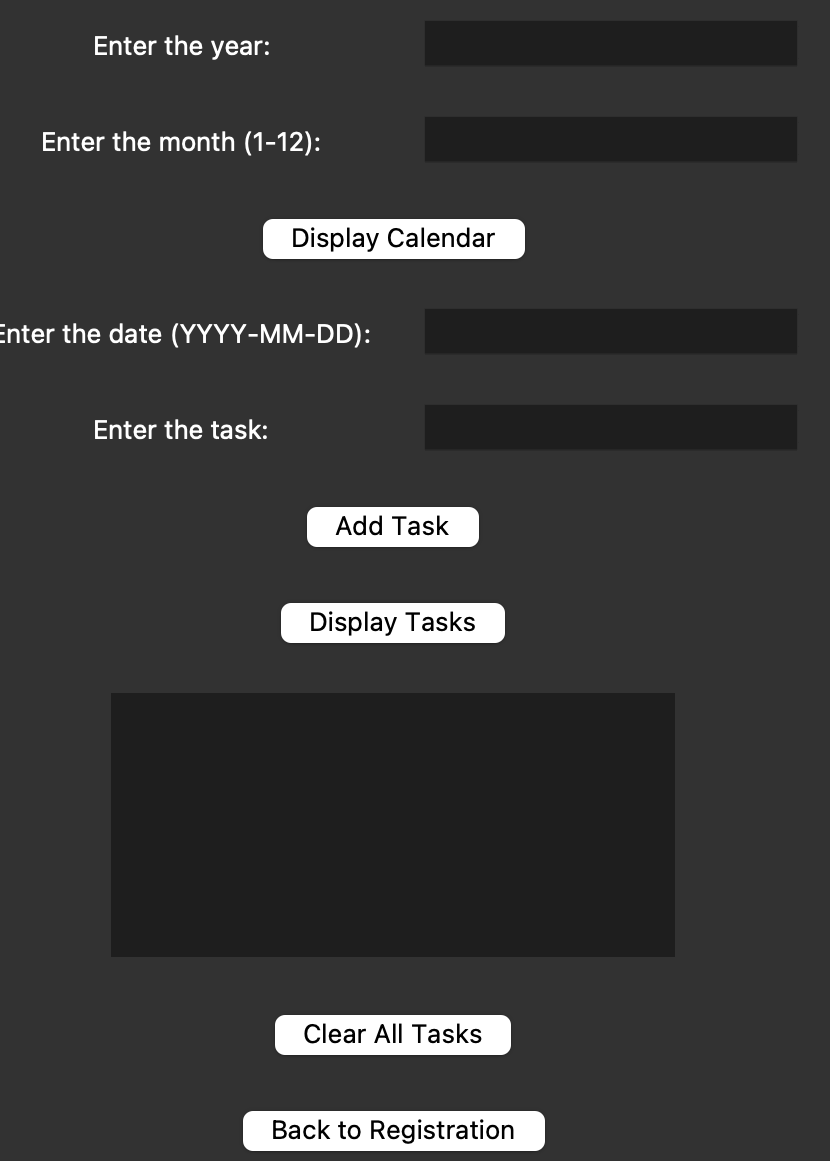 Enter the year:
Enter the month (1-12):
Display Calendar
Enter the date (YYYY-MM-DD):
Enter the task:
Add Task
Display Tasks
Clear All Tasks
Back to Registration